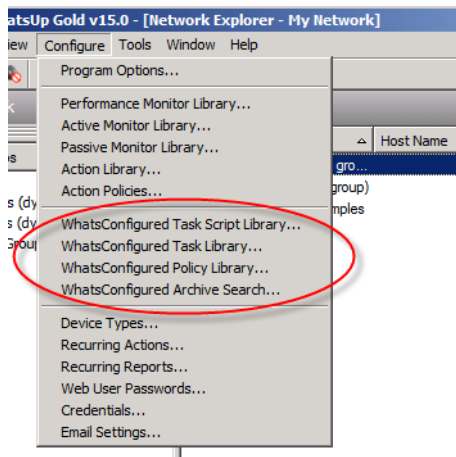 atsUp Gold v15.0 - [Network Explorer - My Network]
iew Configure Tools Window Help
Program Options...
Performance Monitor Library...
Active Monitor Library...
Passive Monitor Library...
Action Library...
Action Policies...
WhatsConfigured Task Script Library...
WhatsConfigured Task Library...
WhatsConfigured Policy Library...
WhatsConfigured Archive Search...
Device Types...
Recurring Actions...
Recurring Reports...
Web User Passwords...
Credentials...
Email Settings...
Host Name
gro...
group)
mples
s (dy
s (dy
Group